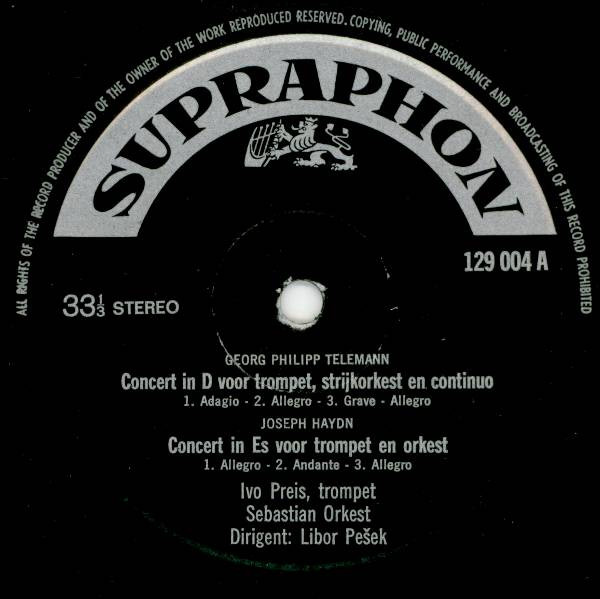 ALL RIGHTS OF THE RECORD PRODUCER AND OF THE OWNER OF THE WORK REPRODUCED RESERVED. COPYING, PUBLIC PERFORMANCE AND BROADCASTING OF THIS RECORD PROHIBITED
SUPRAPHON
129 004 A
33 1/3 STEREO
GEORG PHILIPP TELEMANN
Concert in D voor trompet, strijkorkest en continuo
1. Adagio - 2. Allegro - 3. Grave - Allegro
JOSEPH HAYDN
Concert in Es voor trompet en orkest
1. Allegro - 2. Andante - 3. Allegro
Ivo Preis, trompet
Sebastian Orkest
Dirigent: Libor Pešek